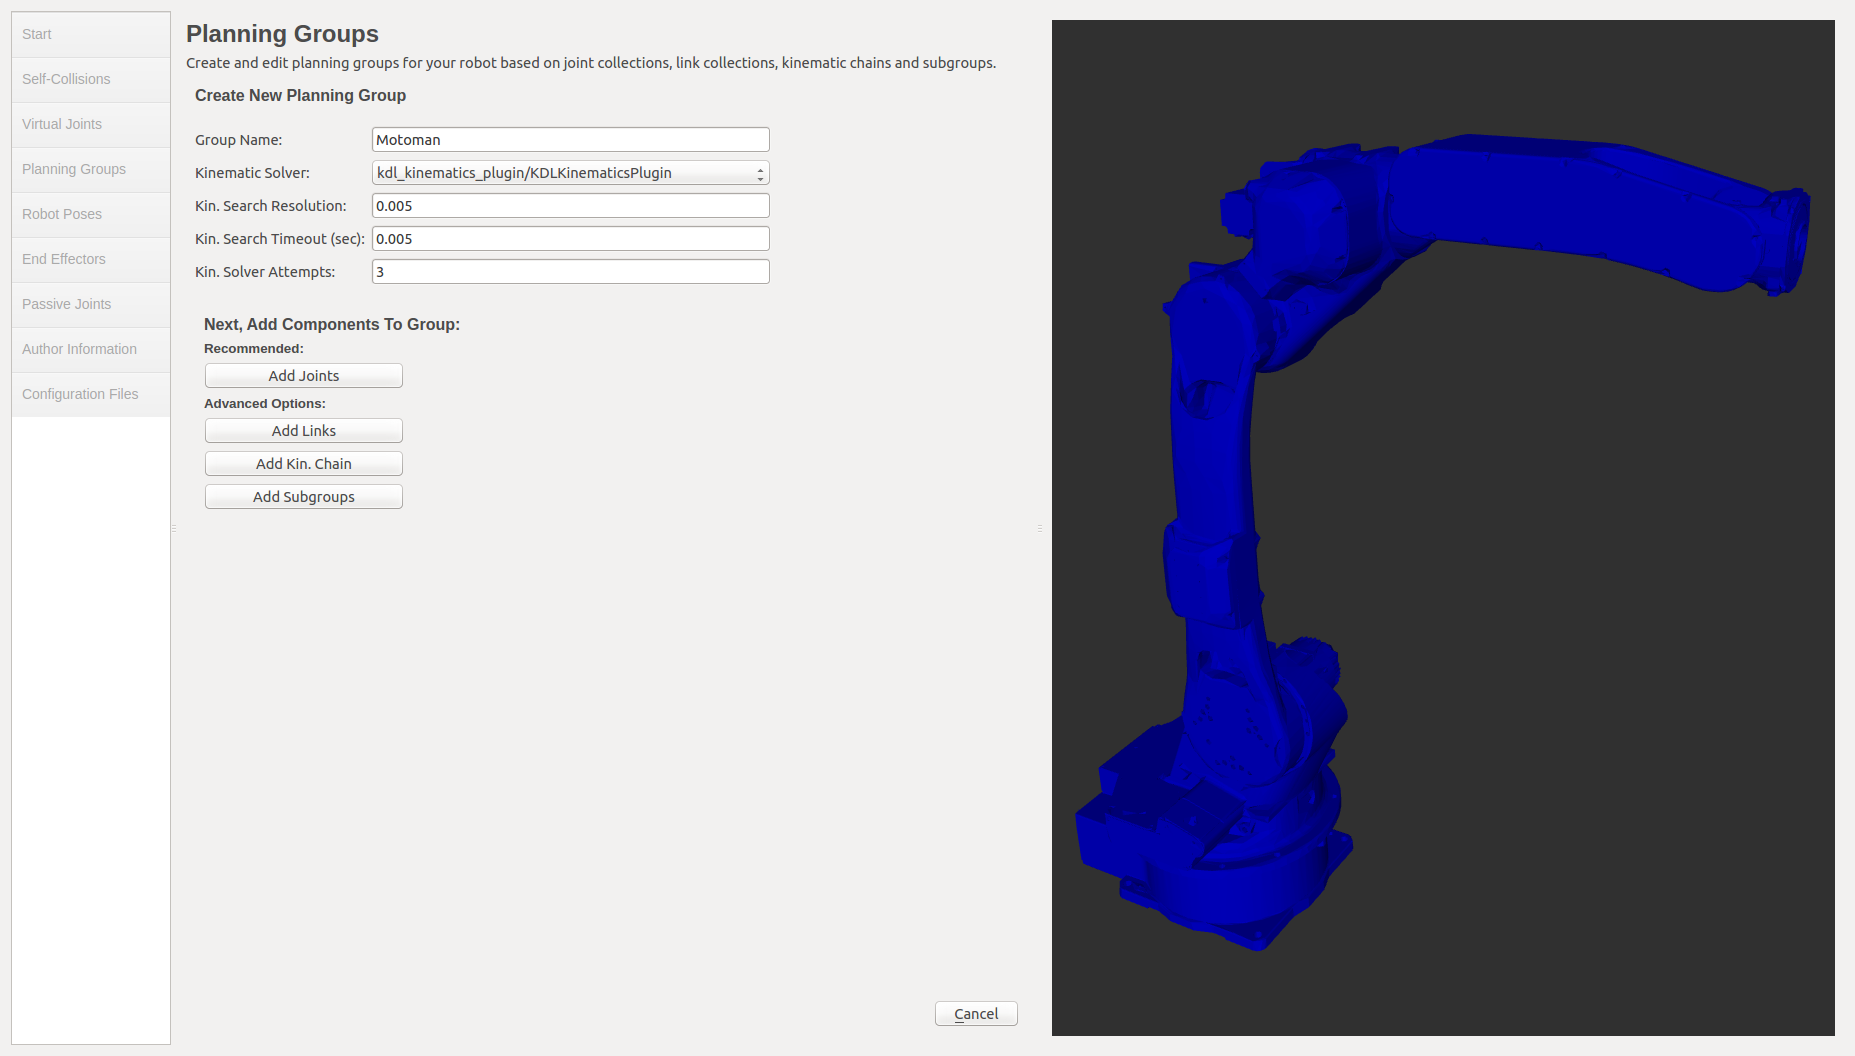 Start
Self-Collisions
Virtual Joints
Planning Groups
Robot Poses
End Effectors
Passive Joints
Author Information
Configuration Files
Planning Groups
Create and edit planning groups for your robot based on joint collections, link collections, kinematic chains and subgroups.
Create New Planning Group
Group Name: Motoman
Kinematic Solver: kdl_kinematics_plugin/KDLKinematicsPlugin
Kin. Search Resolution: 0.005
Kin. Search Timeout (sec): 0.005
Kin. Solver Attempts: 3
Next, Add Components To Group:
Recommended:
Add Joints
Advanced Options:
Add Links
Add Kin. Chain
Add Subgroups
Cancel